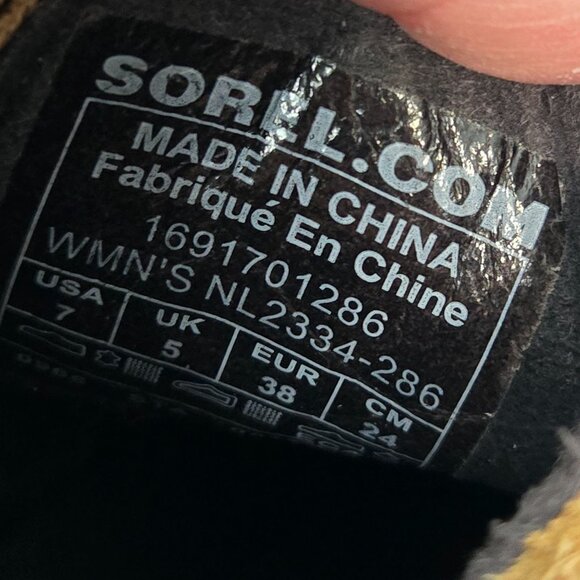 SOREL.COM
MADE IN CHINA
Fabriqué En Chine
1691701286
WMN'S NL2334-286
USA UK EUR CM
7 5 38 24